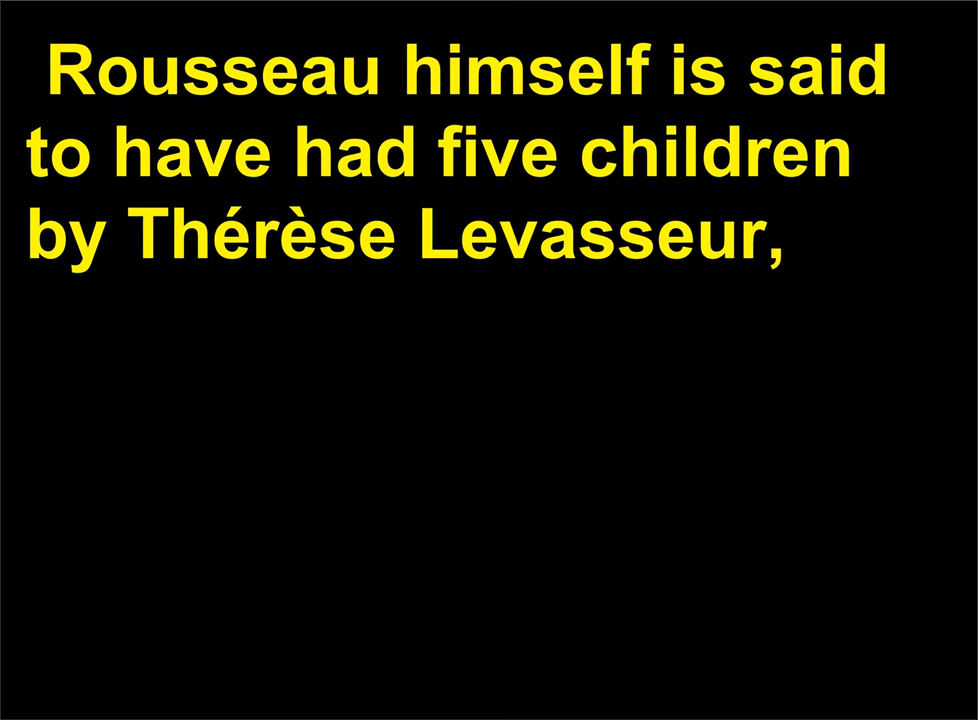 Rousseau himself is said
to have had five children
by Thérèse Levasseur,